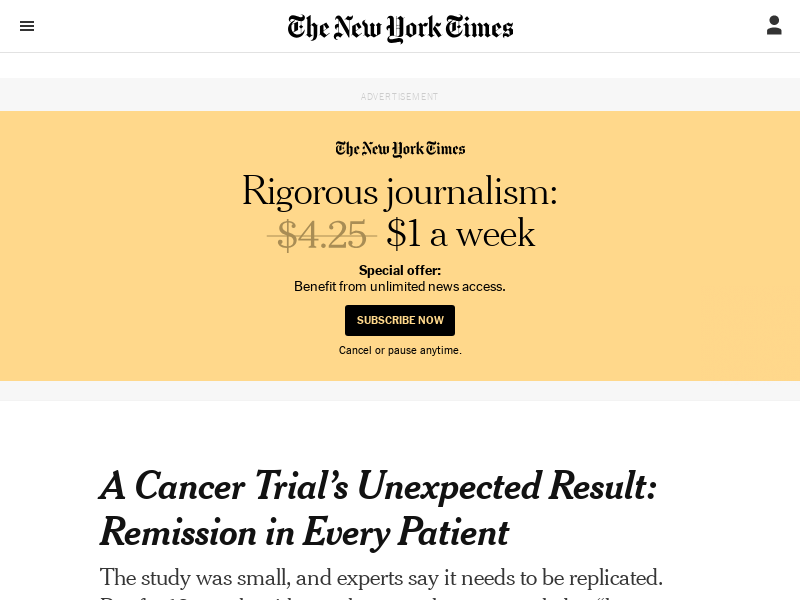 The New York Times
ADVERTISEMENT
The New York Times
Rigorous journalism:
$4.25 $1 a week
Special offer:
Benefit from unlimited news access.
SUBSCRIBE NOW
Cancel or pause anytime.
A Cancer Trial’s Unexpected Result:
Remission in Every Patient
The study was small, and experts say it needs to be replicated.